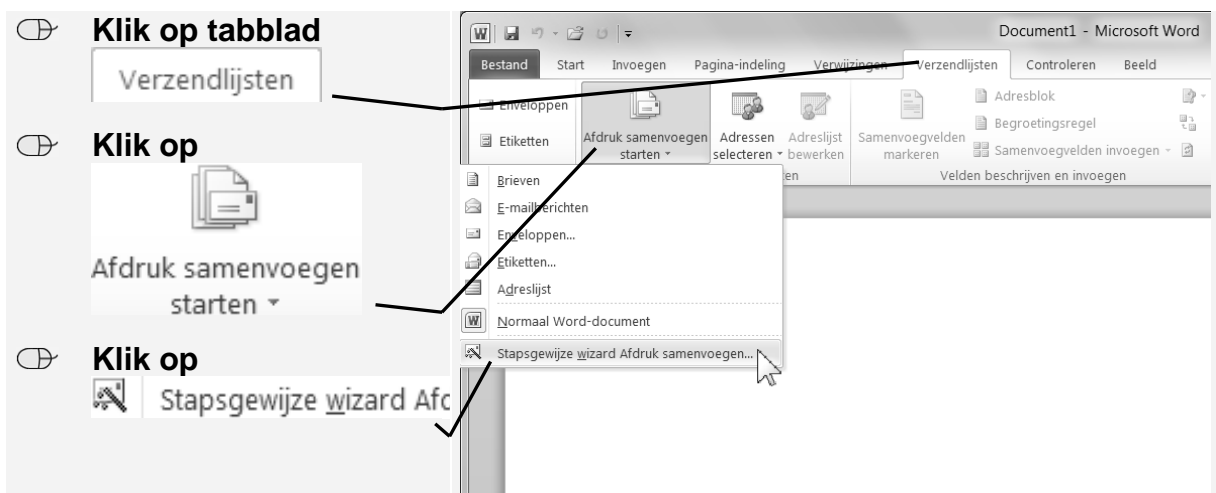 Klik op tabblad
Verzendlijsten
Klik op
Afdruk samenvoegen
starten
Klik op
Stapsgewijze wizard Afd
Document1 - Microsoft Word
Bestand Start Invoegen Pagina-indeling Verwijzingen Verzendlijsten Controleren Beeld
Enveloppen
Etiketten
Afdruk samenvoegen
starten
Adressen
selecteren
Adreslijst
bewerken
Samenvoegvelden
markeren
Adresblok
Begroetingsregel
Samenvoegvelden invoegen
en
Velden beschrijven en invoegen
Brieven
E-mailberichten
Enveloppen...
Etiketten...
Adreslijst
Normaal Word-document
Stapsgewijze wizard Afdruk samenvoegen...